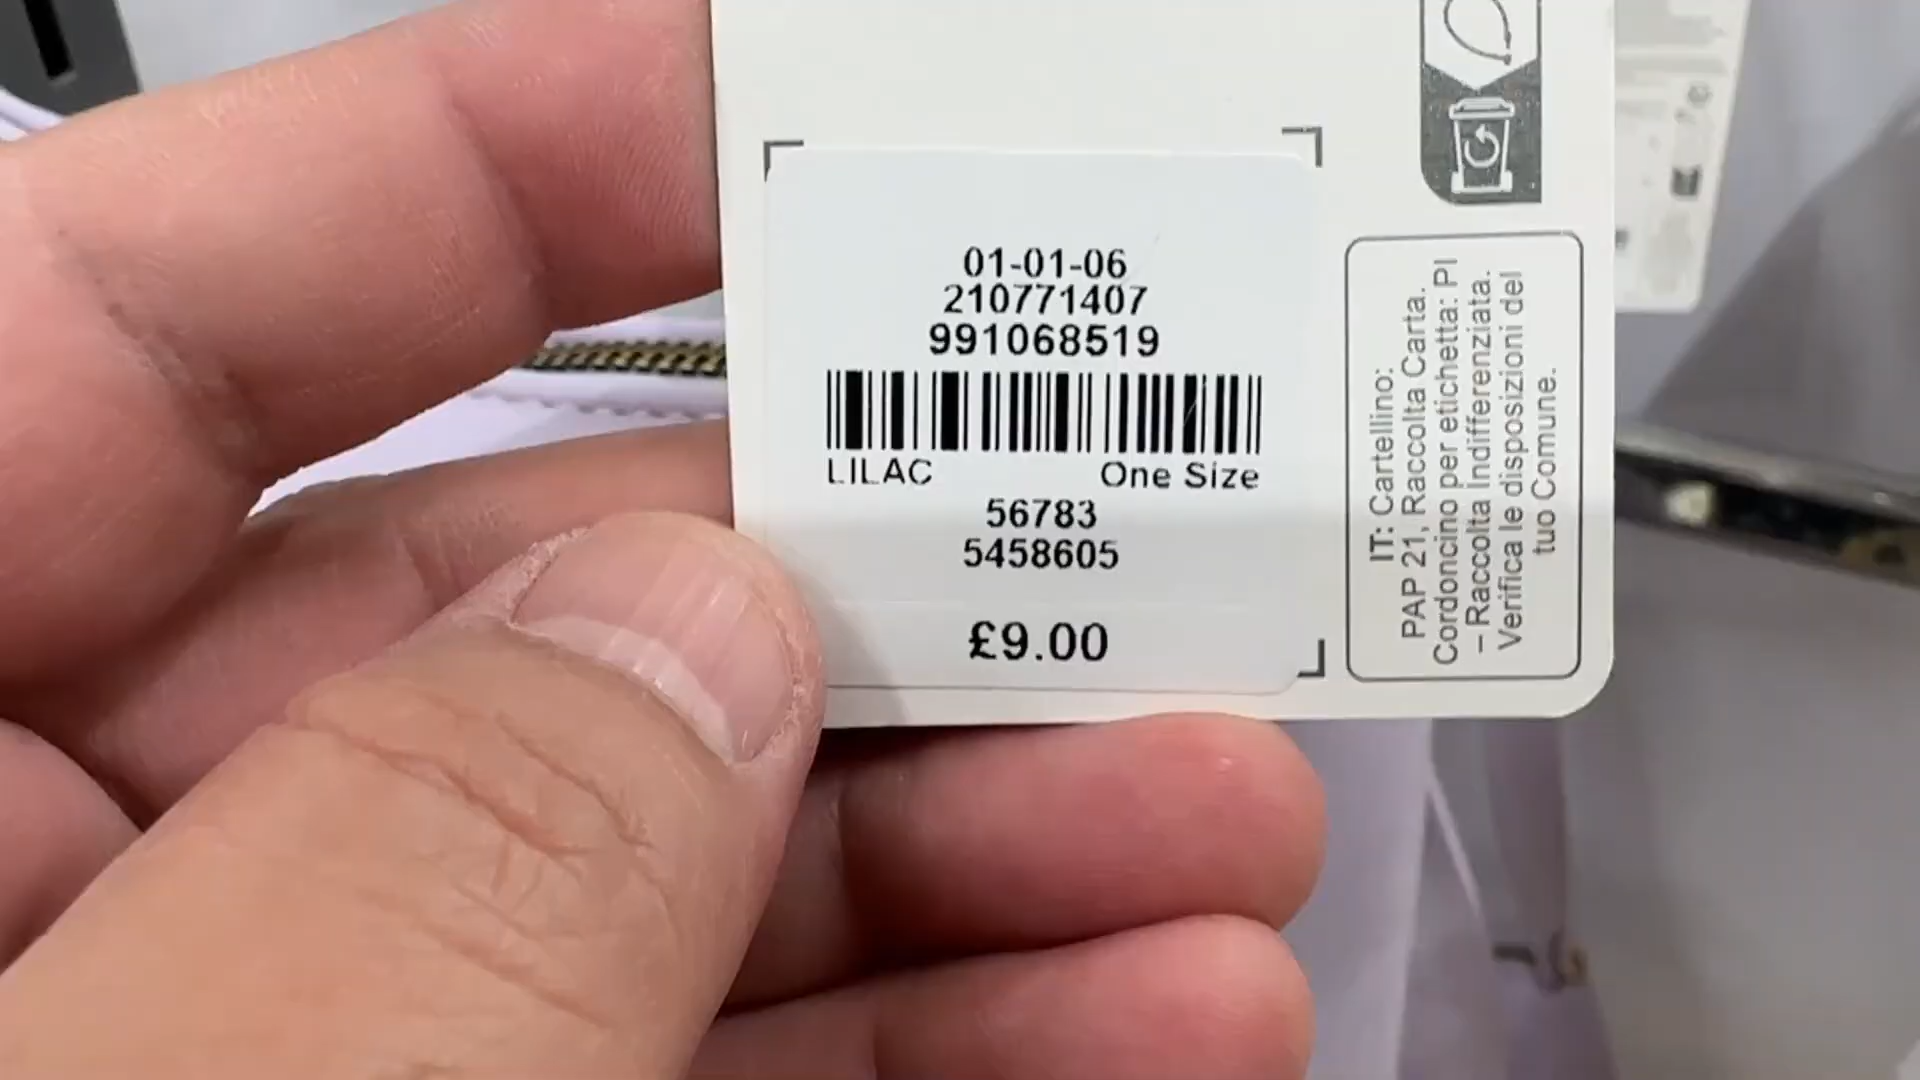 01-01-06
210771407
991068519
LILAC One Size
56783
5458605
£9.00
IT: Cartellino:
PAP 21, Raccolta Carta.
Cordoncino per etichetta: PI
– Raccolta Indifferenziata.
Verifica le disposizioni del
tuo Comune.